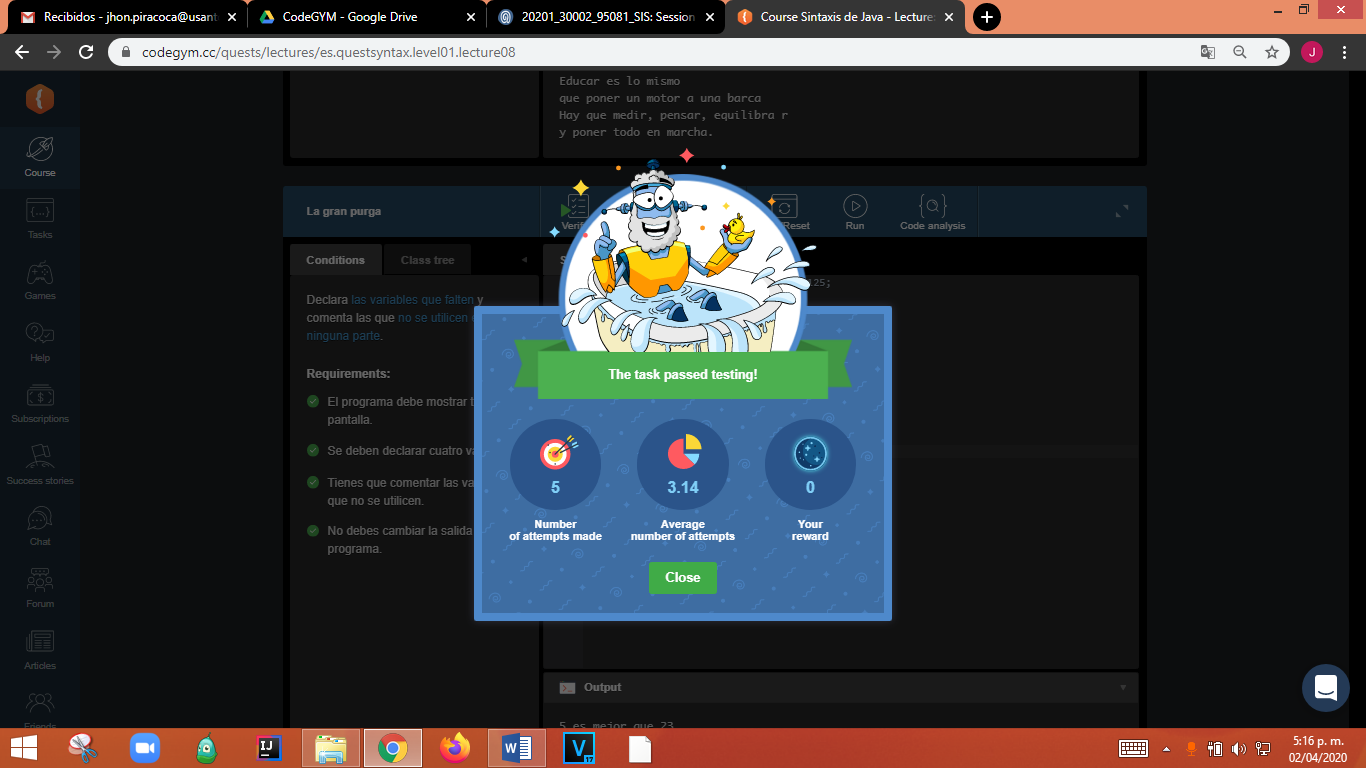 Recibidos - jhon.piracoca@usant
CodeGYM - Google Drive
20201_30002_95081_SIS: Session
Course Sintaxis de Java - Lecture
codegym.cc/quests/lectures/es.questsyntax.level01.lecture08
J
Educar es lo mismo
que poner un motor a una barca
Hay que medir, pensar, equilibra r
y poner todo en marcha.
Course
Tasks
Games
Help
Subscriptions
Success stories
Chat
Forum
Articles
Friends
La gran purga
Reset
Run
Code analysis
Conditions
Class tree
125;
Declara las variables que falten y
comenta las que no se utilicen
ninguna parte.
Requirements:
El programa debe mostrar
pantalla.
Se deben declarar cuatro
Tienes que comentar las
que no se utilicen.
No debes cambiar la salida
programa.
The task passed testing!
5
3.14
0
Number
of attempts made
Average
number of attempts
Your
reward
Close
Output
5 es mejor que 23
5:16 p. m.
02/04/2020